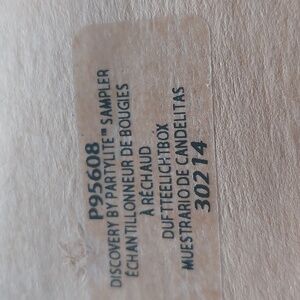 P95608
DISCOVERY BY PARTYLITE™ SAMPLER
ÉCHANTILLONNEUR DE BOUGIES
À RÉCHAUD
DUFTTEELICHTBOX
MUESTRARIO DE CANDELITAS
30214